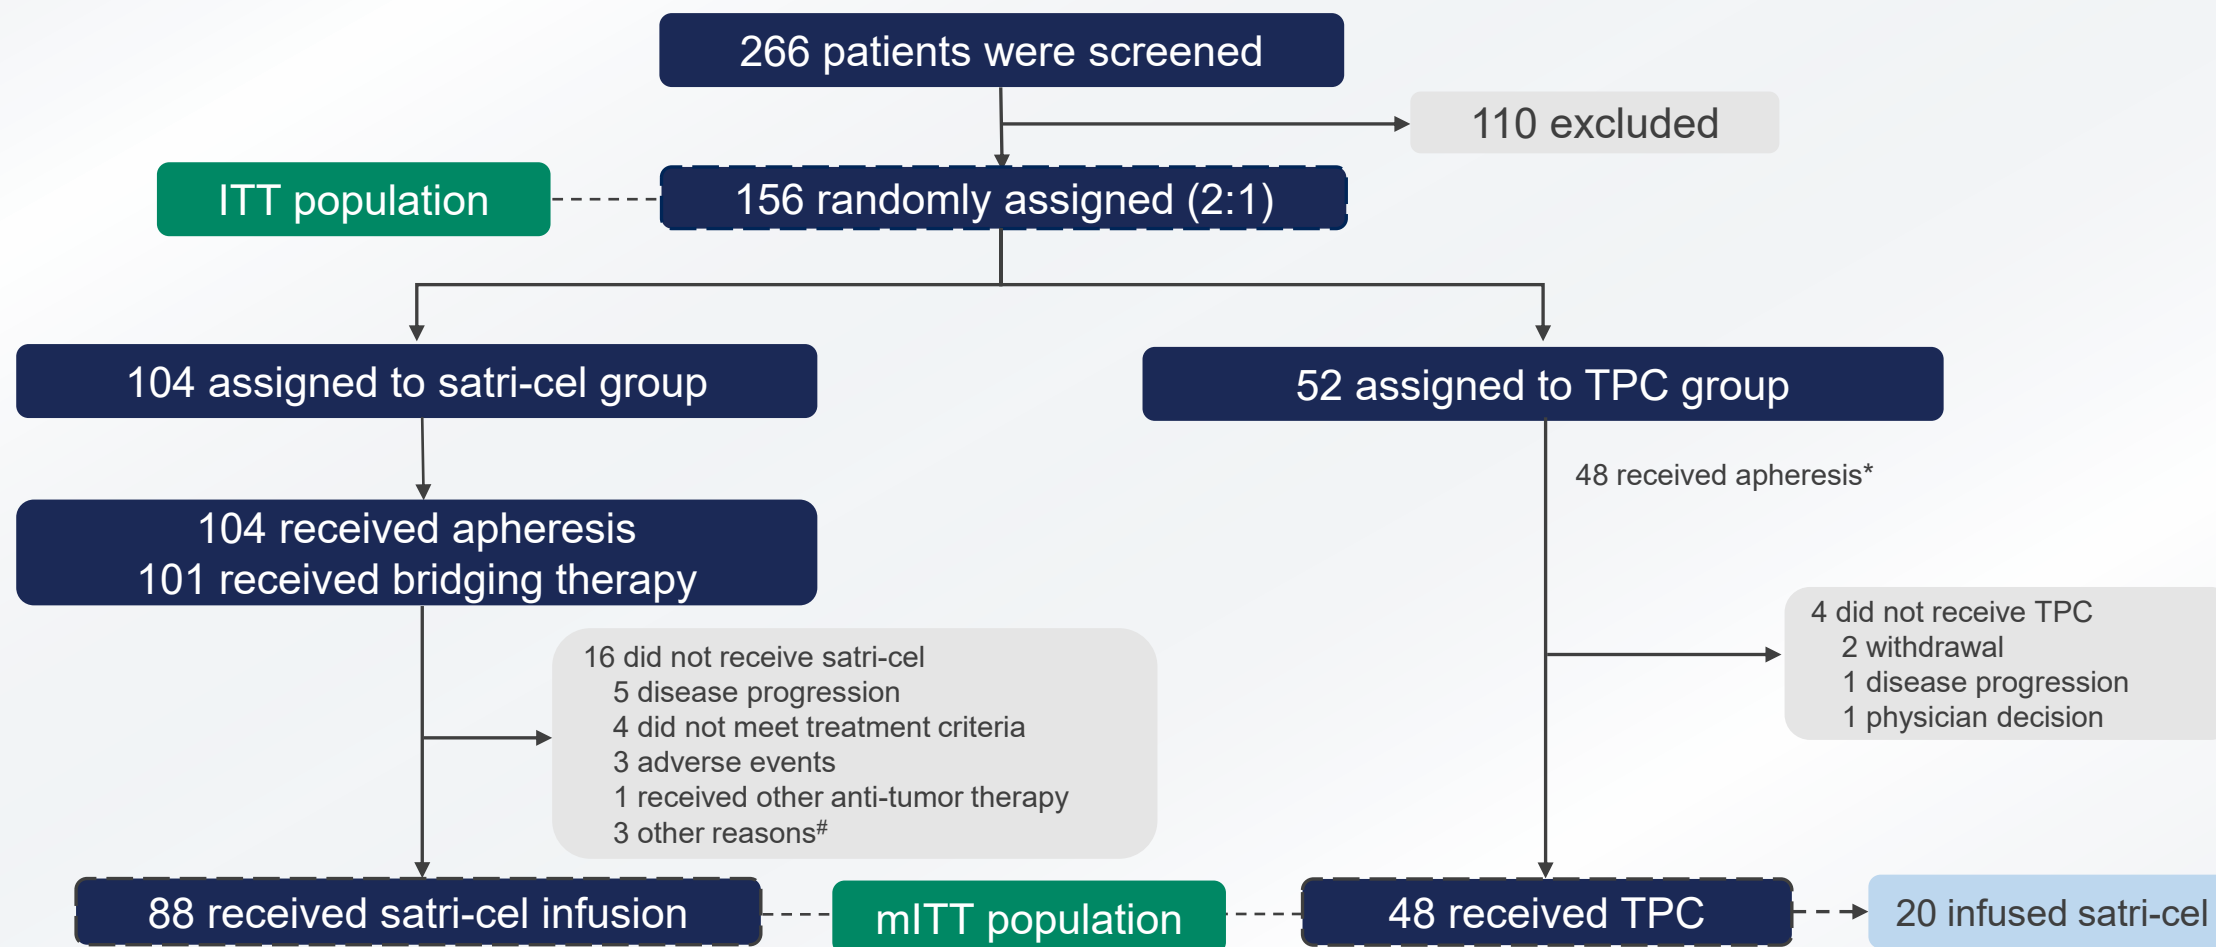 266 patients were screened
110 excluded
ITT population
156 randomly assigned (2:1)
104 assigned to satri-cel group
52 assigned to TPC group
48 received apheresis*
104 received apheresis
101 received bridging therapy
16 did not receive satri-cel
5 disease progression
4 did not meet treatment criteria
3 adverse events
1 received other anti-tumor therapy
3 other reasons#
4 did not receive TPC
2 withdrawal
1 disease progression
1 physician decision
88 received satri-cel infusion
mITT population
48 received TPC
20 infused satri-cel